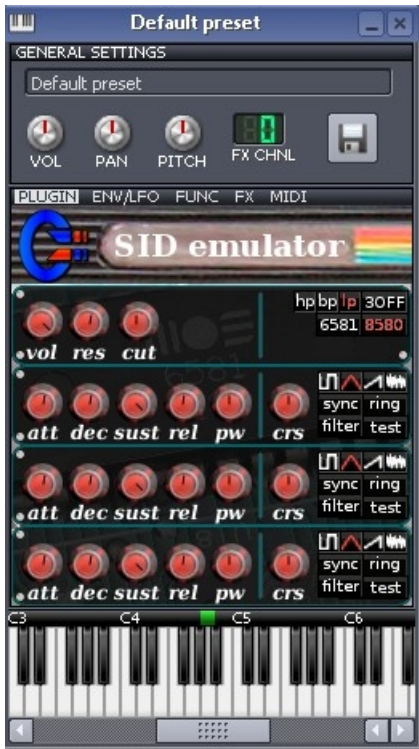 Default preset
GENERAL SETTINGS
Default preset
VOL PAN PITCH FX CHNL
0
PLUGIN ENV/LFO FUNC FX MIDI
SID emulator
hp bp lp 3OFF
6581 8580
vol res cut
6581
sync ring
att dec sust rel pw crs filter test
sync ring
att dec sust rel pw crs filter test
sync ring
att dec sust rel pw crs filter test
C3 C4 C5 C6